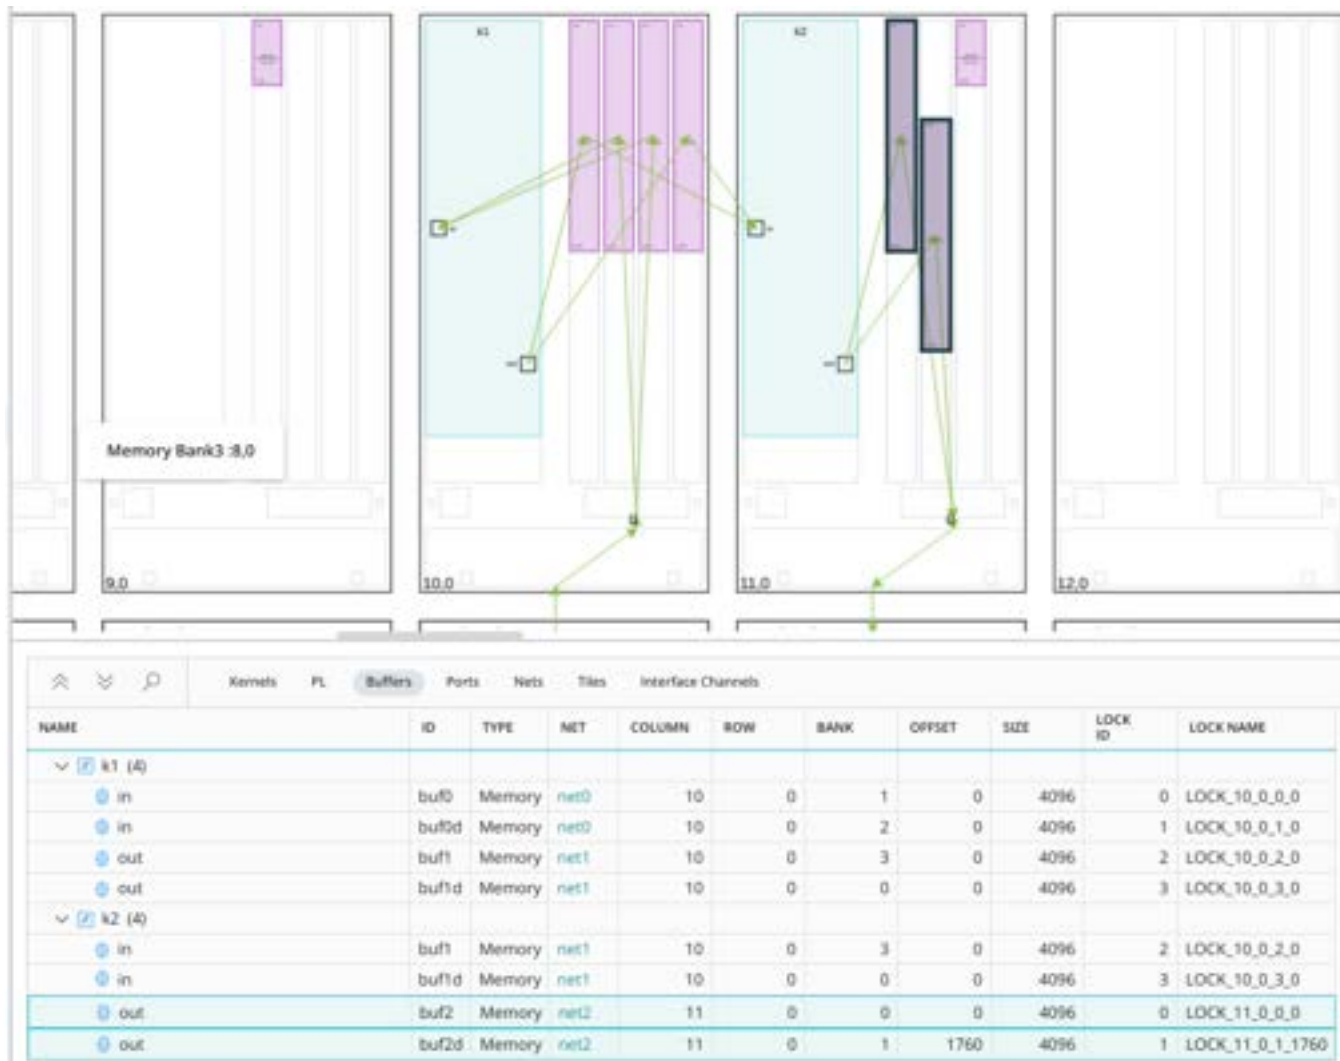 k1
k2
Memory Bank3 :8,0
9,0
10,0
11,0
12,0
Kernels PL Buffers Ports Nets Tiles Interface Channels
NAME ID TYPE NET COLUMN ROW BANK OFFSET SIZE LOCK ID LOCK NAME
k1 (4)
in buf0 Memory net0 10 0 1 0 4096 0 LOCK_10_0_0_0
in buf0d Memory net0 10 0 2 0 4096 1 LOCK_10_0_1_0
out buf1 Memory net1 10 0 3 0 4096 2 LOCK_10_0_2_0
out buf1d Memory net1 10 0 0 0 4096 3 LOCK_10_0_3_0
k2 (4)
in buf1 Memory net1 10 0 3 0 4096 2 LOCK_10_0_2_0
in buf1d Memory net1 10 0 0 0 4096 3 LOCK_10_0_3_0
out buf2 Memory net2 11 0 0 0 4096 0 LOCK_11_0_0_0
out buf2d Memory net2 11 0 1 1760 4096 1 LOCK_11_0_1_1760